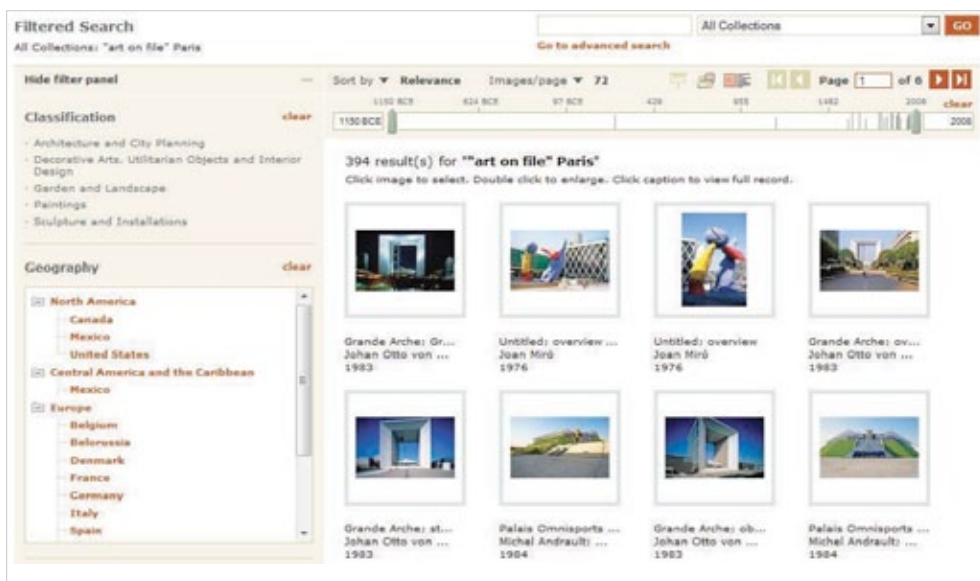 Filtered Search
All Collections: "art on file" Paris
All Collections
GO
Go to advanced search
Hide filter panel
Classification clear
Architecture and City Planning
Decorative Arts, Utilitarian Objects and Interior
Design
Garden and Landscape
Paintings
Sculpture and Installations
Geography clear
North America
Canada
Mexico
United States
Central America and the Caribbean
Mexico
Europe
Belgium
Belorussia
Denmark
France
Germany
Italy
Spain
Sort by ▼ Relevance Images/page ▼ 72 Page 1 of 6
1150 BCE 624 BCE 97 BCE 429 955 1482 2008 clear
1150 BCE 2008
394 result(s) for ""art on file" Paris"
Click image to select. Double click to enlarge. Click caption to view full record.
Grande Arche: Gr... Untitled: overview ... Untitled: overview Grande Arche: ov...
Johan Otto von ... Joan Miró Joan Miró Johan Otto von ...
1983 1976 1976 1983
Grande Arche: st... Palais Omnisports ... Grande Arche: ob... Palais Omnisports ...
Johan Otto von ... Michel Andrault; ... Johan Otto von ... Michel Andrault; ...
1983 1984 1983 1984